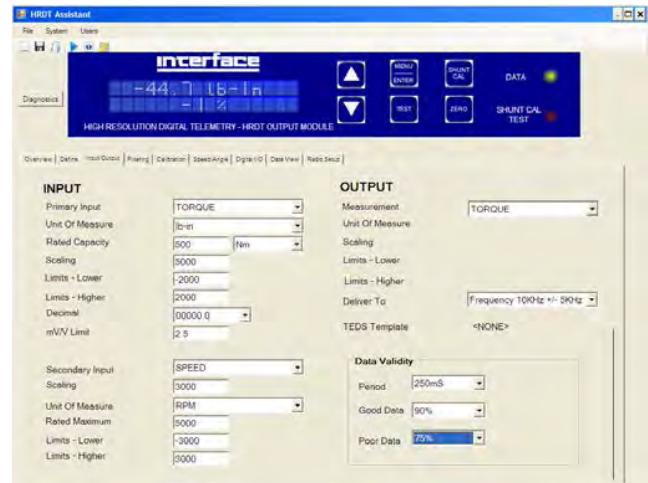 HRDT Assistant
File System Users
interface
MENU
ENTER
SHUNT
CAL
DATA
Diagnostics
-44.7 lb-in
-1 %
TEST
ZERO
SHUNT CAL
TEST
HIGH RESOLUTION DIGITAL TELEMETRY - HRDT OUTPUT MODULE
Overview Define Input Output Filtering Calibration Speed/Angle Digital I/O Data View Radio Setup
INPUT
Primary Input TORQUE
Unit Of Measure lb-in
Rated Capacity 500 Nm
Scaling 5000
Limits - Lower -2000
Limits - Higher 2000
Decimal 00000.0
mV/V Limit 2.5
Secondary Input SPEED
Scaling 3000
Unit Of Measure RPM
Rated Maximum 5000
Limits - Lower -3000
Limits - Higher 3000
OUTPUT
Measurement TORQUE
Unit Of Measure
Scaling
Limits - Lower
Limits - Higher
Deliver To Frequency 10KHz +/- 5KHz
TEDS Template <NONE>
Data Validity
Period 250mS
Good Data 90%
Poor Data 75%